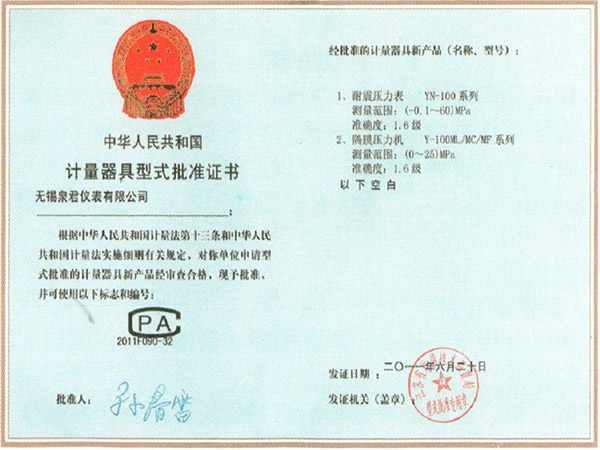 中华人民共和国
计量器具型式批准证书
无锡泉君仪表有限公司
:
根据中华人民共和国计量法第十三条和中华人民
共和国计量法实施细则有关规定,对你单位申请型
式批准的计量器具新产品经审查合格,现予批准,
并可使用以下标志和编号:
CPA
2011F090-32
批准人:
经批准的计量器具新产品(名称、型号):
1、耐震压力表 YN-100 系列
测量范围:(-0.1~60)MPa
准确度:1.6 级
2、隔膜压力机 Y-100ML/MC/MF 系列
测量范围:(0~25)MPa
准确度:1.6 级
以下空白
发证日期:二〇一一年六月二十日
发证机关(盖章):